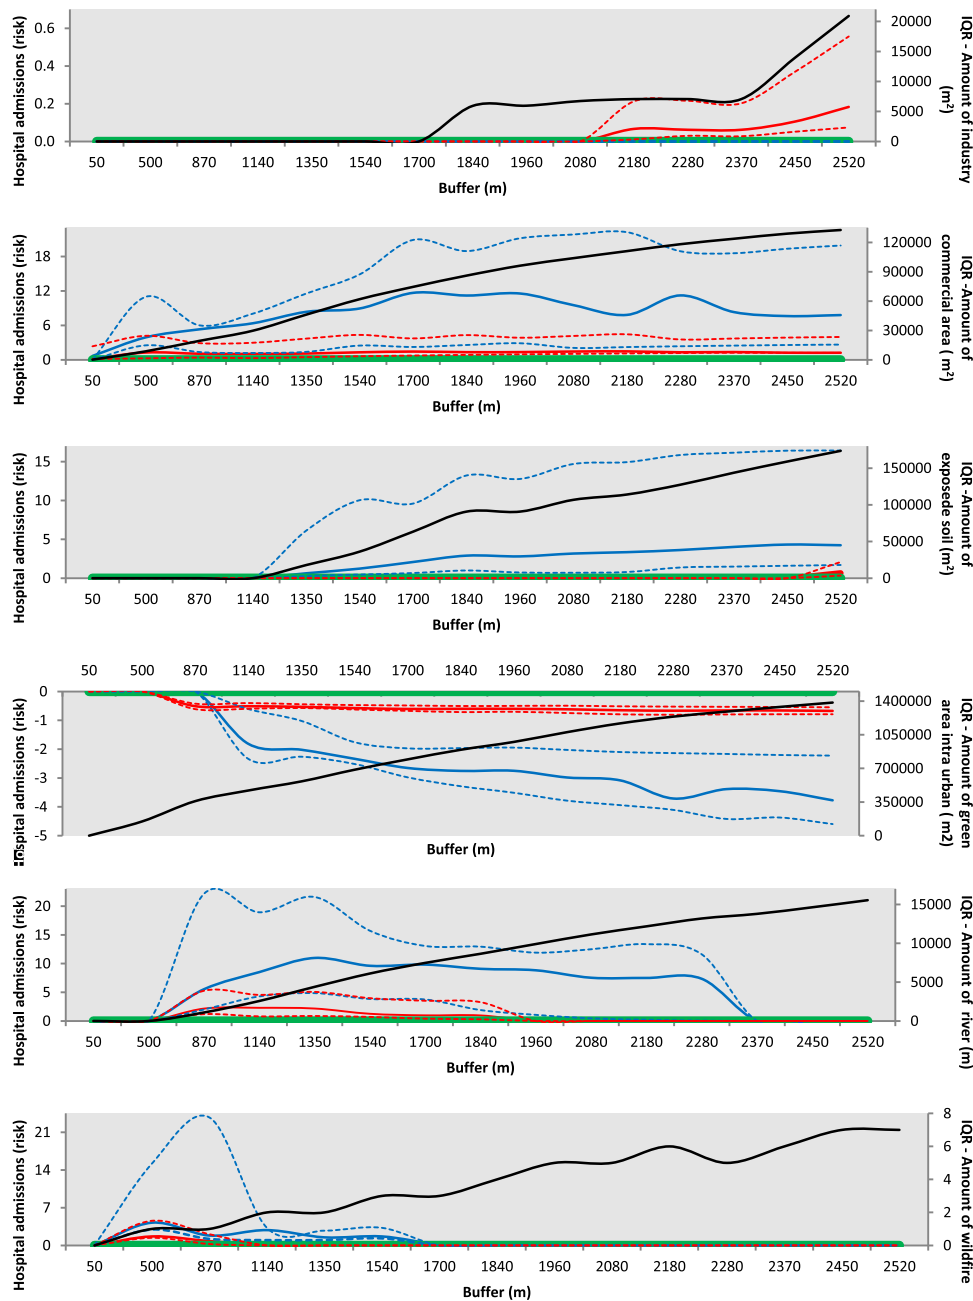 Hospital admissions (risk)
0.6
0.4
0.2
0.0
20000
15000
10000
5000
0
IQR - Amount of industry
(m²)
50 500 870 1140 1350 1540 1700 1840 1960 2080 2180 2280 2370 2450 2520
Buffer (m)
Hospital admissions (risk)
18
12
6
0
120000
90000
60000
30000
0
IQR -Amount of
commercial area ( m²)
50 500 870 1140 1350 1540 1700 1840 1960 2080 2180 2280 2370 2450 2520
Buffer (m)
Hospital admissions (risk)
15
10
5
0
150000
100000
50000
0
IQR -Amount of
exposede soil (m²)
50 500 870 1140 1350 1540 1700 1840 1960 2080 2180 2280 2370 2450 2520
Buffer (m)
50 500 870 1140 1350 1540 1700 1840 1960 2080 2180 2280 2370 2450 2520
spital admissions (risk)
0
-1
-2
-3
-4
-5
1400000
1050000
700000
350000
0
IQR - Amount of green
area intra urban ( m2)
Buffer (m)
Hospital admissions (risk)
20
15
10
5
0
15000
10000
5000
0
IQR - Amount of river (m)
50 500 870 1140 1350 1540 1700 1840 1960 2080 2180 2280 2370 2450 2520
Buffer (m)
Hospital admissions (risk)
21
14
7
0
8
6
4
2
0
IQR - Amount of wildfire
50 500 870 1140 1350 1540 1700 1840 1960 2080 2180 2280 2370 2450 2520
Buffer (m)